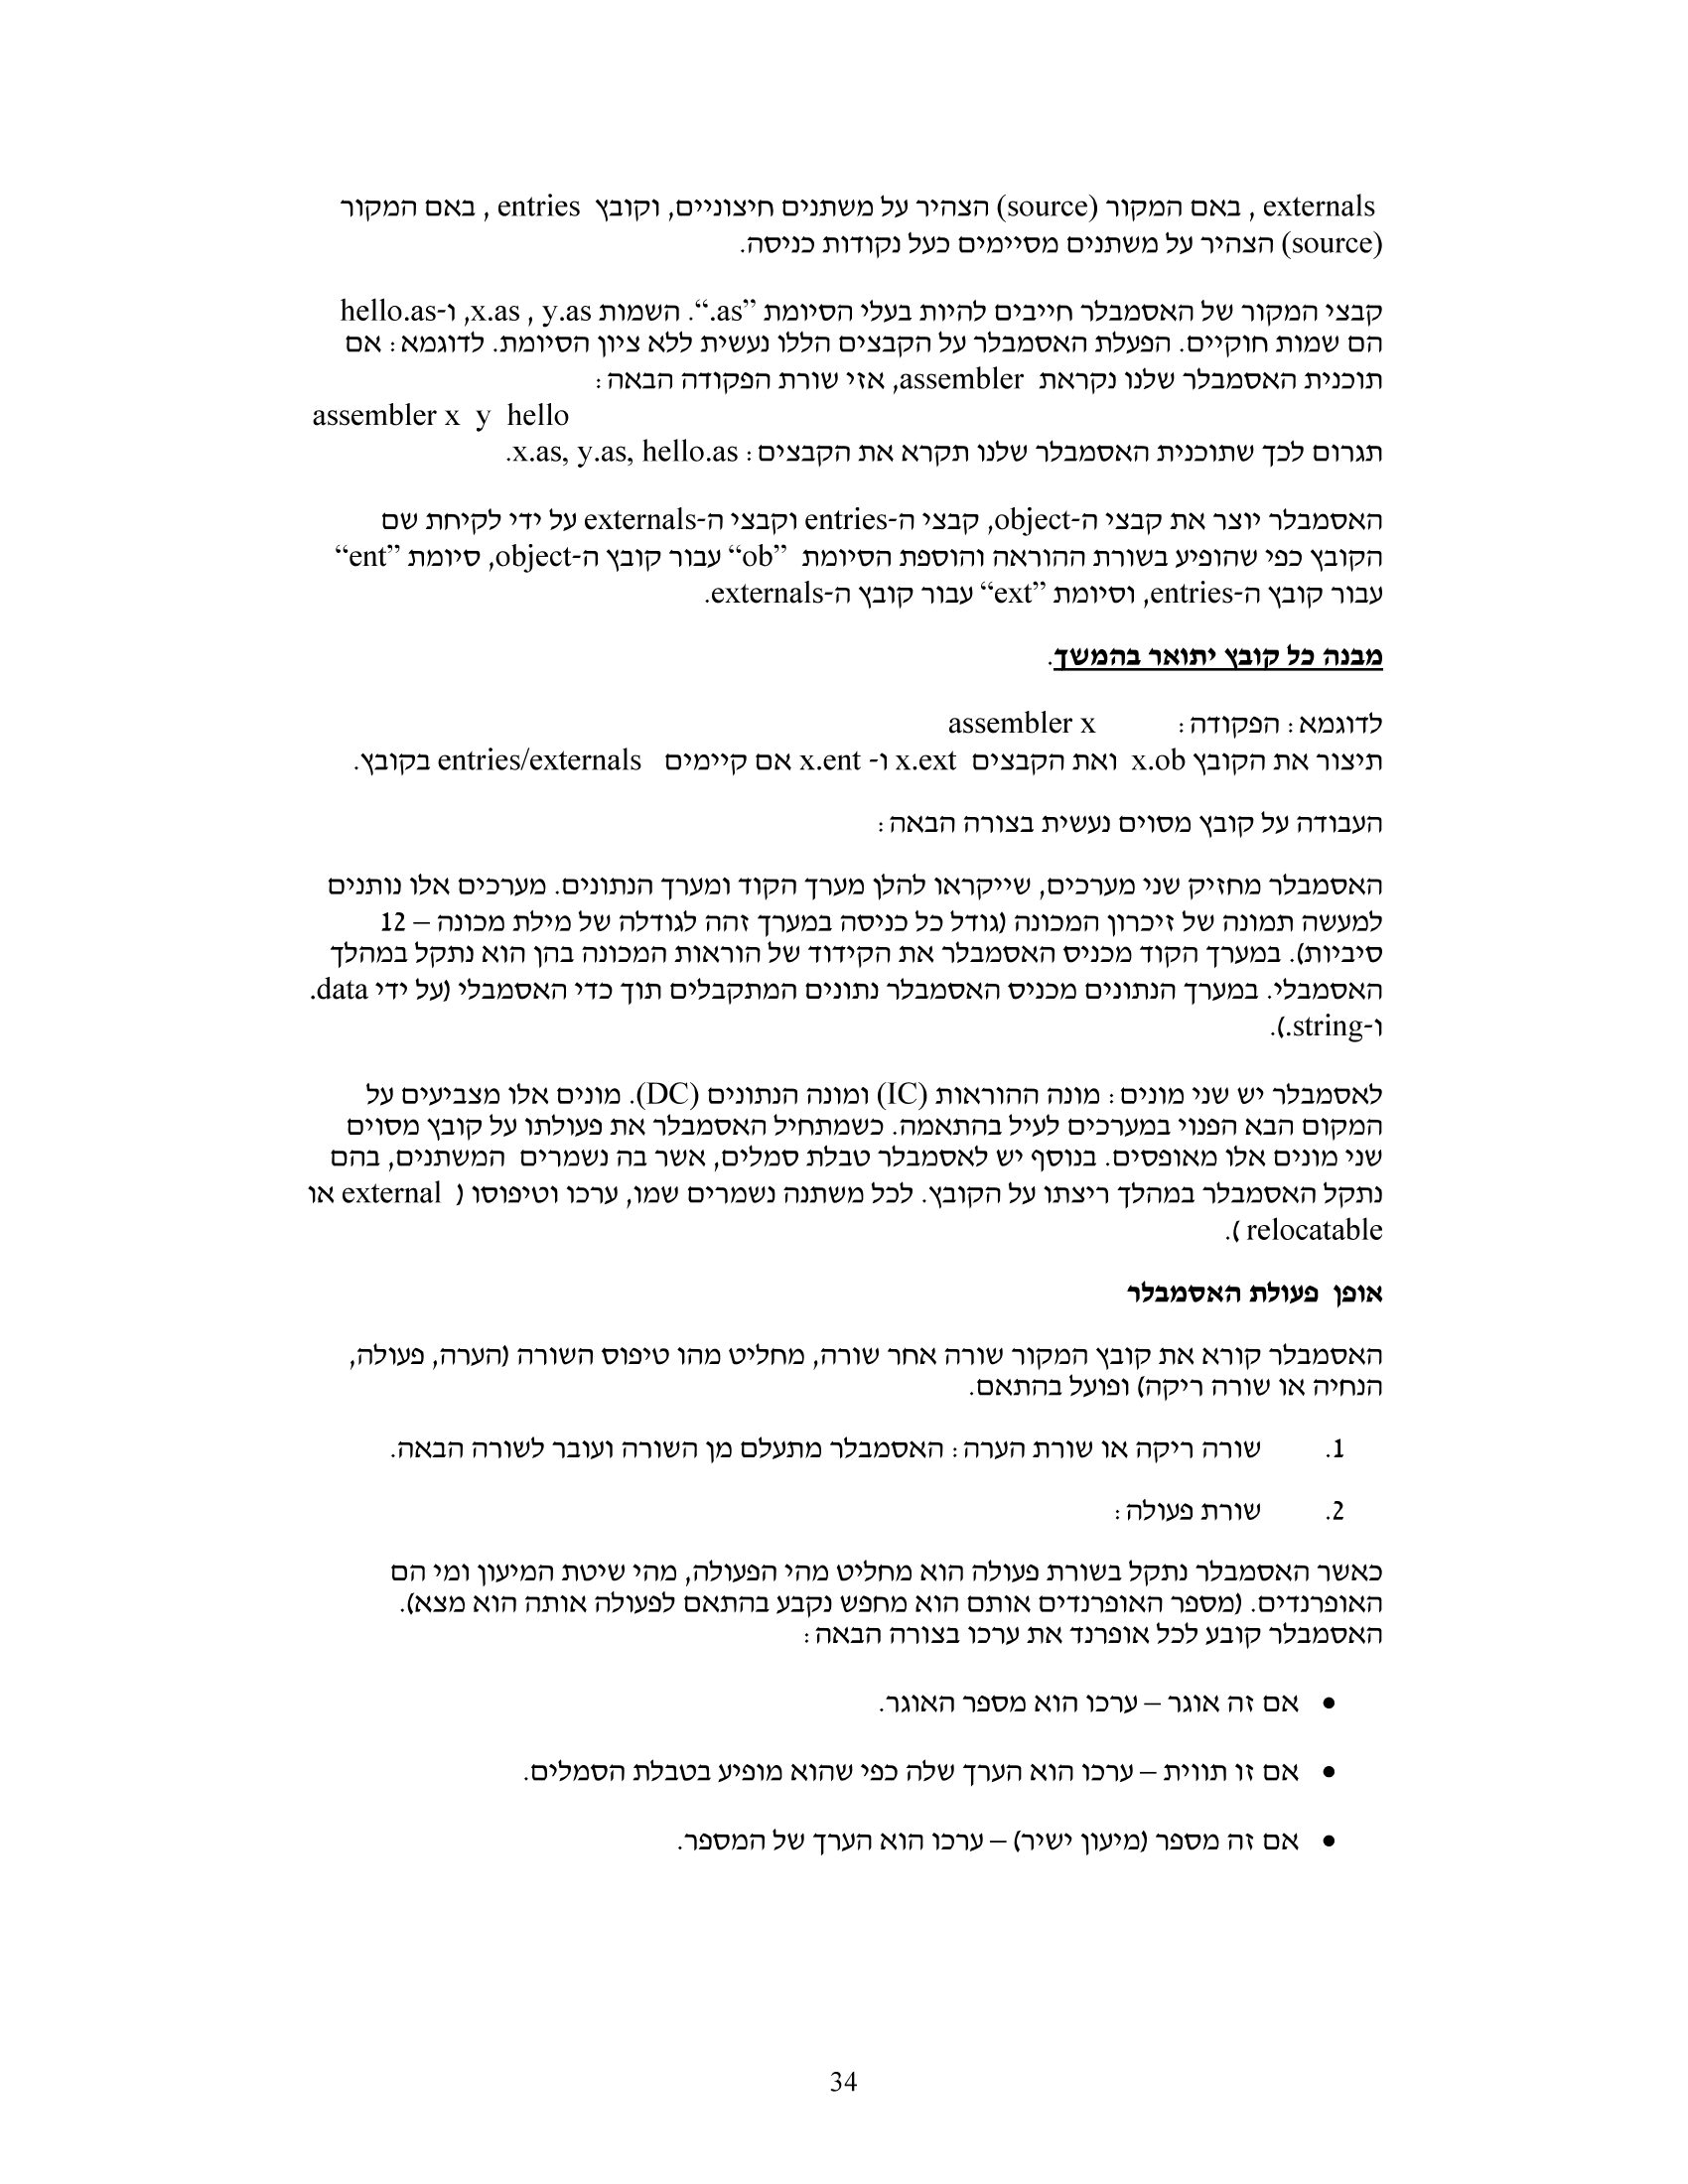 externals , באם המקור (source) הצהיר על משתנים חיצוניים, וקובץ entries , באם המקור
(source) הצהיר על משתנים מסיימים כעל נקודות כניסה.
קבצי המקור של האסמבלר חייבים להיות בעלי הסיומת ”as.“. השמות x.as , y.as, ו-hello.as
הם שמות חוקיים. הפעלת האסמבלר על הקבצים הללו נעשית ללא ציון הסיומת. לדוגמא: אם
תוכנית האסמבלר שלנו נקראת assembler, אזי שורת הפקודה הבאה:
assembler x y hello
תגרום לכך שתוכנית האסמבלר שלנו תקרא את הקבצים: x.as, y.as, hello.as.
האסמבלר יוצר את קבצי ה-object, קבצי ה-entries וקבצי ה-externals על ידי לקיחת שם
הקובץ כפי שהופיע בשורת ההוראה והוספת הסיומת ”ob“ עבור קובץ ה-object, סיומת ”ent“
עבור קובץ ה-entries, וסיומת ”ext“ עבור קובץ ה-externals.
מבנה כל קובץ יתואר בהמשך.
לדוגמא: הפקודה: assembler x
תיצור את הקובץ x.ob ואת הקבצים x.ext ו- x.ent אם קיימים entries/externals בקובץ.
העבודה על קובץ מסוים נעשית בצורה הבאה:
האסמבלר מחזיק שני מערכים, שייקראו להלן מערך הקוד ומערך הנתונים. מערכים אלו נותנים
למעשה תמונה של זיכרון המכונה (גודל כל כניסה במערך זהה לגודלה של מילת מכונה – 12
סיביות). במערך הקוד מכניס האסמבלר את הקידוד של הוראות המכונה בהן הוא נתקל במהלך
האסמבלי. במערך הנתונים מכניס האסמבלר נתונים המתקבלים תוך כדי האסמבלי (על ידי data.
ו-string.).
לאסמבלר יש שני מונים: מונה ההוראות (IC) ומונה הנתונים (DC). מונים אלו מצביעים על
המקום הבא הפנוי במערכים לעיל בהתאמה. כשמתחיל האסמבלר את פעולתו על קובץ מסוים
שני מונים אלו מאופסים. בנוסף יש לאסמבלר טבלת סמלים, אשר בה נשמרים המשתנים, בהם
נתקל האסמבלר במהלך ריצתו על הקובץ. לכל משתנה נשמרים שמו, ערכו וטיפוסו ( external או
relocatable ).
אופן פעולת האסמבלר
האסמבלר קורא את קובץ המקור שורה אחר שורה, מחליט מהו טיפוס השורה (הערה, פעולה,
הנחיה או שורה ריקה) ופועל בהתאם.
1. שורה ריקה או שורת הערה: האסמבלר מתעלם מן השורה ועובר לשורה הבאה.
2. שורת פעולה:
כאשר האסמבלר נתקל בשורת פעולה הוא מחליט מהי הפעולה, מהי שיטת המיעון ומי הם
האופרנדים. (מספר האופרנדים אותם הוא מחפש נקבע בהתאם לפעולה אותה הוא מצא).
האסמבלר קובע לכל אופרנד את ערכו בצורה הבאה:
• אם זה אוגר – ערכו הוא מספר האוגר.
• אם זו תווית – ערכו הוא הערך שלה כפי שהוא מופיע בטבלת הסמלים.
• אם זה מספר (מיעון ישיר) – ערכו הוא הערך של המספר.
34